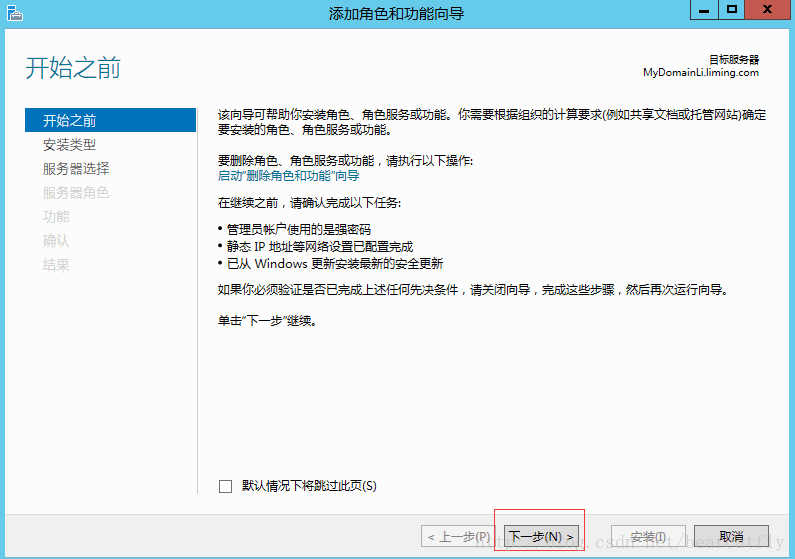 添加角色和功能向导
开始之前
目标服务器
MyDomainLi.liming.com
开始之前
安装类型
服务器选择
服务器角色
功能
确认
结果
该向导可帮助你安装角色、角色服务或功能。你需要根据组织的计算要求(例如共享文档或托管网站)确定
要安装的角色、角色服务或功能。
要删除角色、角色服务或功能，请执行以下操作:
启动"删除角色和功能"向导
在继续之前，请确认完成以下任务:
• 管理员帐户使用的是强密码
• 静态 IP 地址等网络设置已配置完成
• 已从 Windows 更新安装最新的安全更新
如果你必须验证是否已完成上述任何先决条件，请关闭向导，完成这些步骤，然后再次运行向导。
单击"下一步"继续。
默认情况下将跳过此页(S)
< 上一步(P)
下一步(N) >
安装(I)
取消